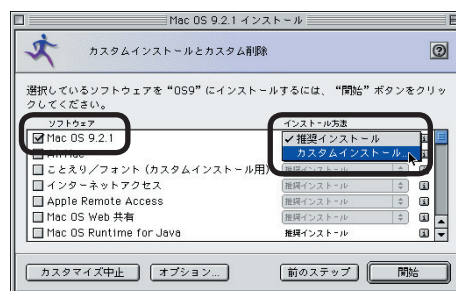 Mac OS 9.2.1 インストール
カスタムインストールとカスタム削除
選択しているソフトウェアを “OS9” にインストールするには、“開始” ボタンをクリッ
クしてください。
ソフトウェア インストール方法
Mac OS 9.2.1 推奨インストール
カスタムインストール...
ことえり/フォント (カスタムインストール用) 推奨インストール
インターネットアクセス 推奨インストール
Apple Remote Access 推奨インストール
Mac OS Web 共有 推奨インストール
Mac OS Runtime for Java 推奨インストール
カスタマイズ中止 オプション... 前のステップ 開始